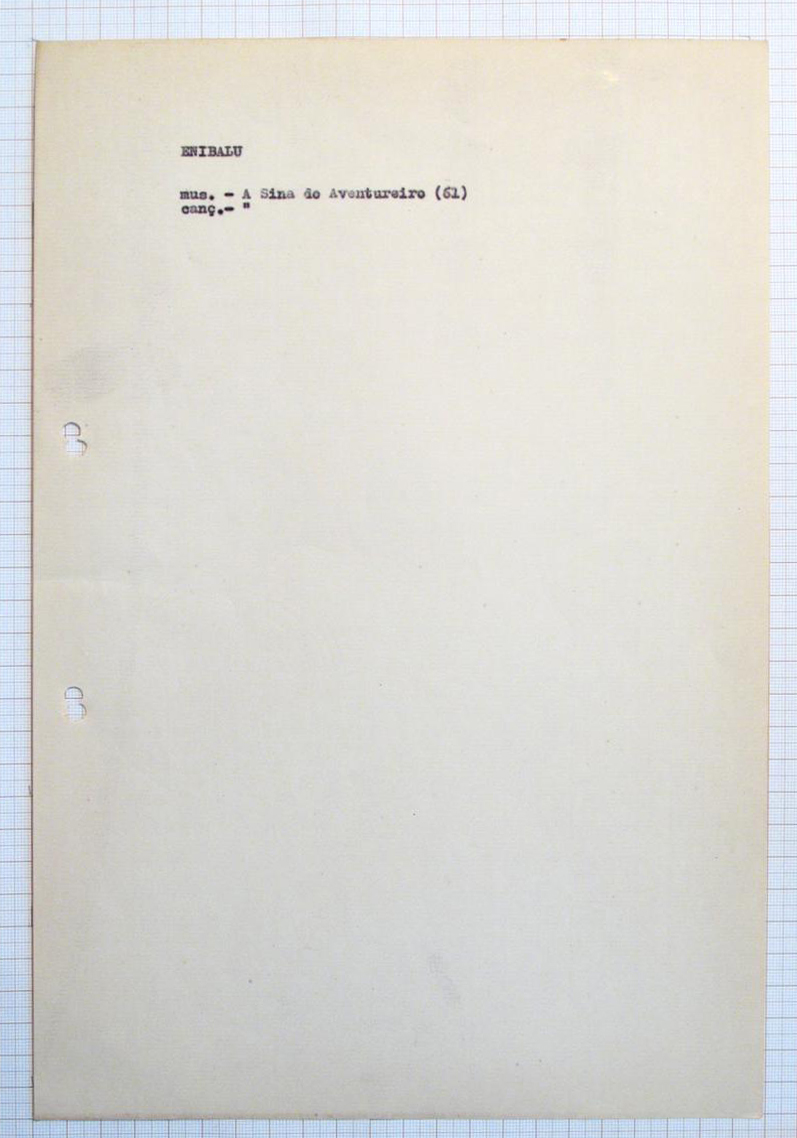 ENIBALU
mus. - A Sina do Aventureiro (61)
canç.- "